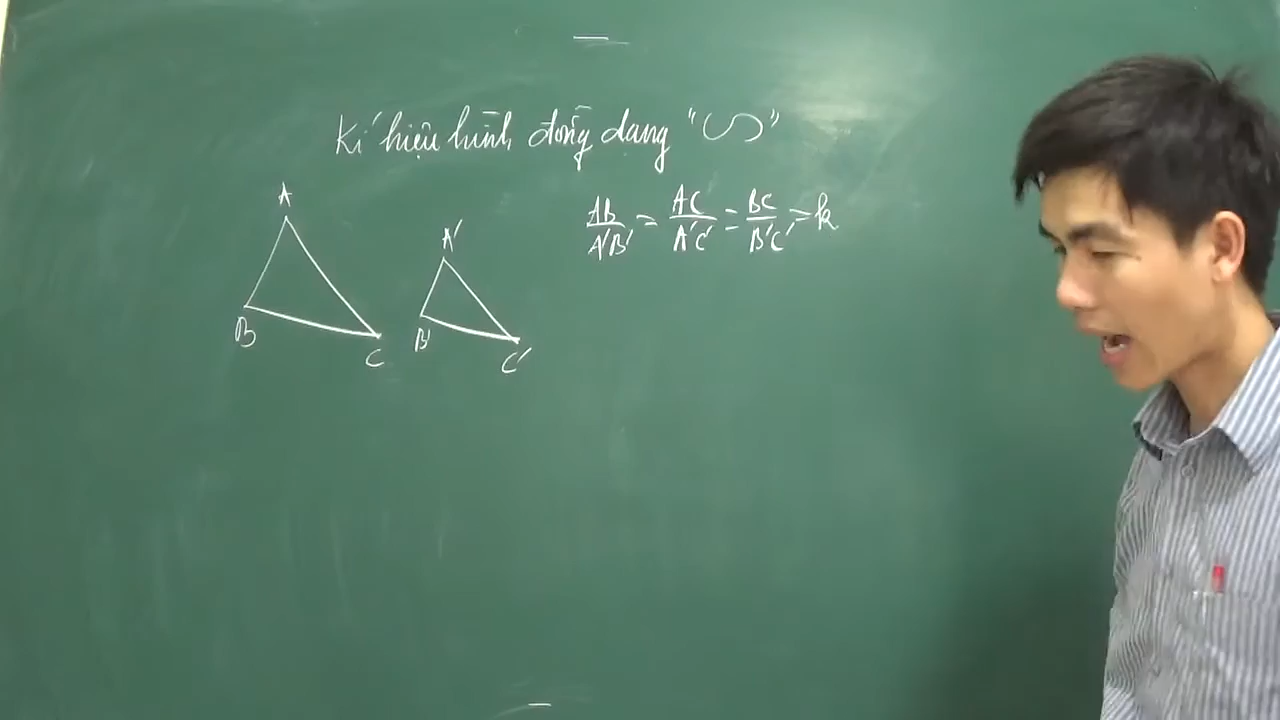 Kí hiệu hình đồng dạng "∽"
AB/A'B' = AC/A'C' = BC/B'C' = k
A
A'
B
C
B'
C'